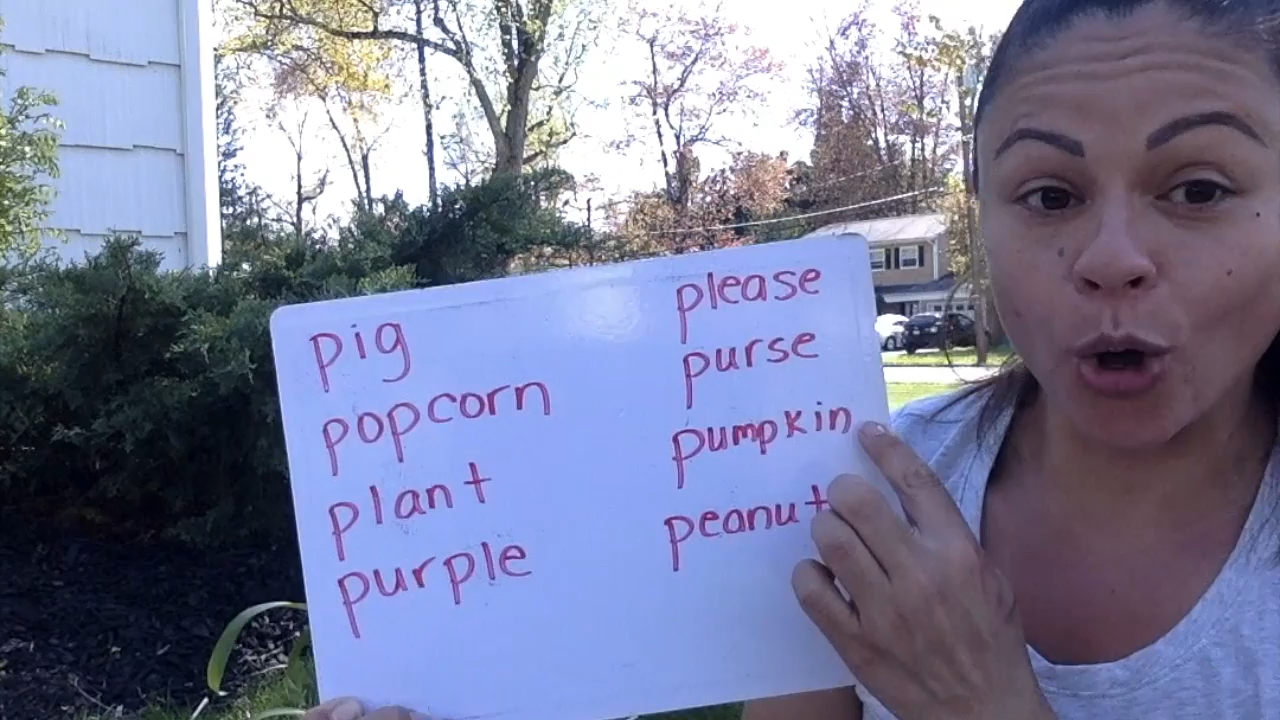 pig
popcorn
plant
purple
please
purse
pumpkin
peanut